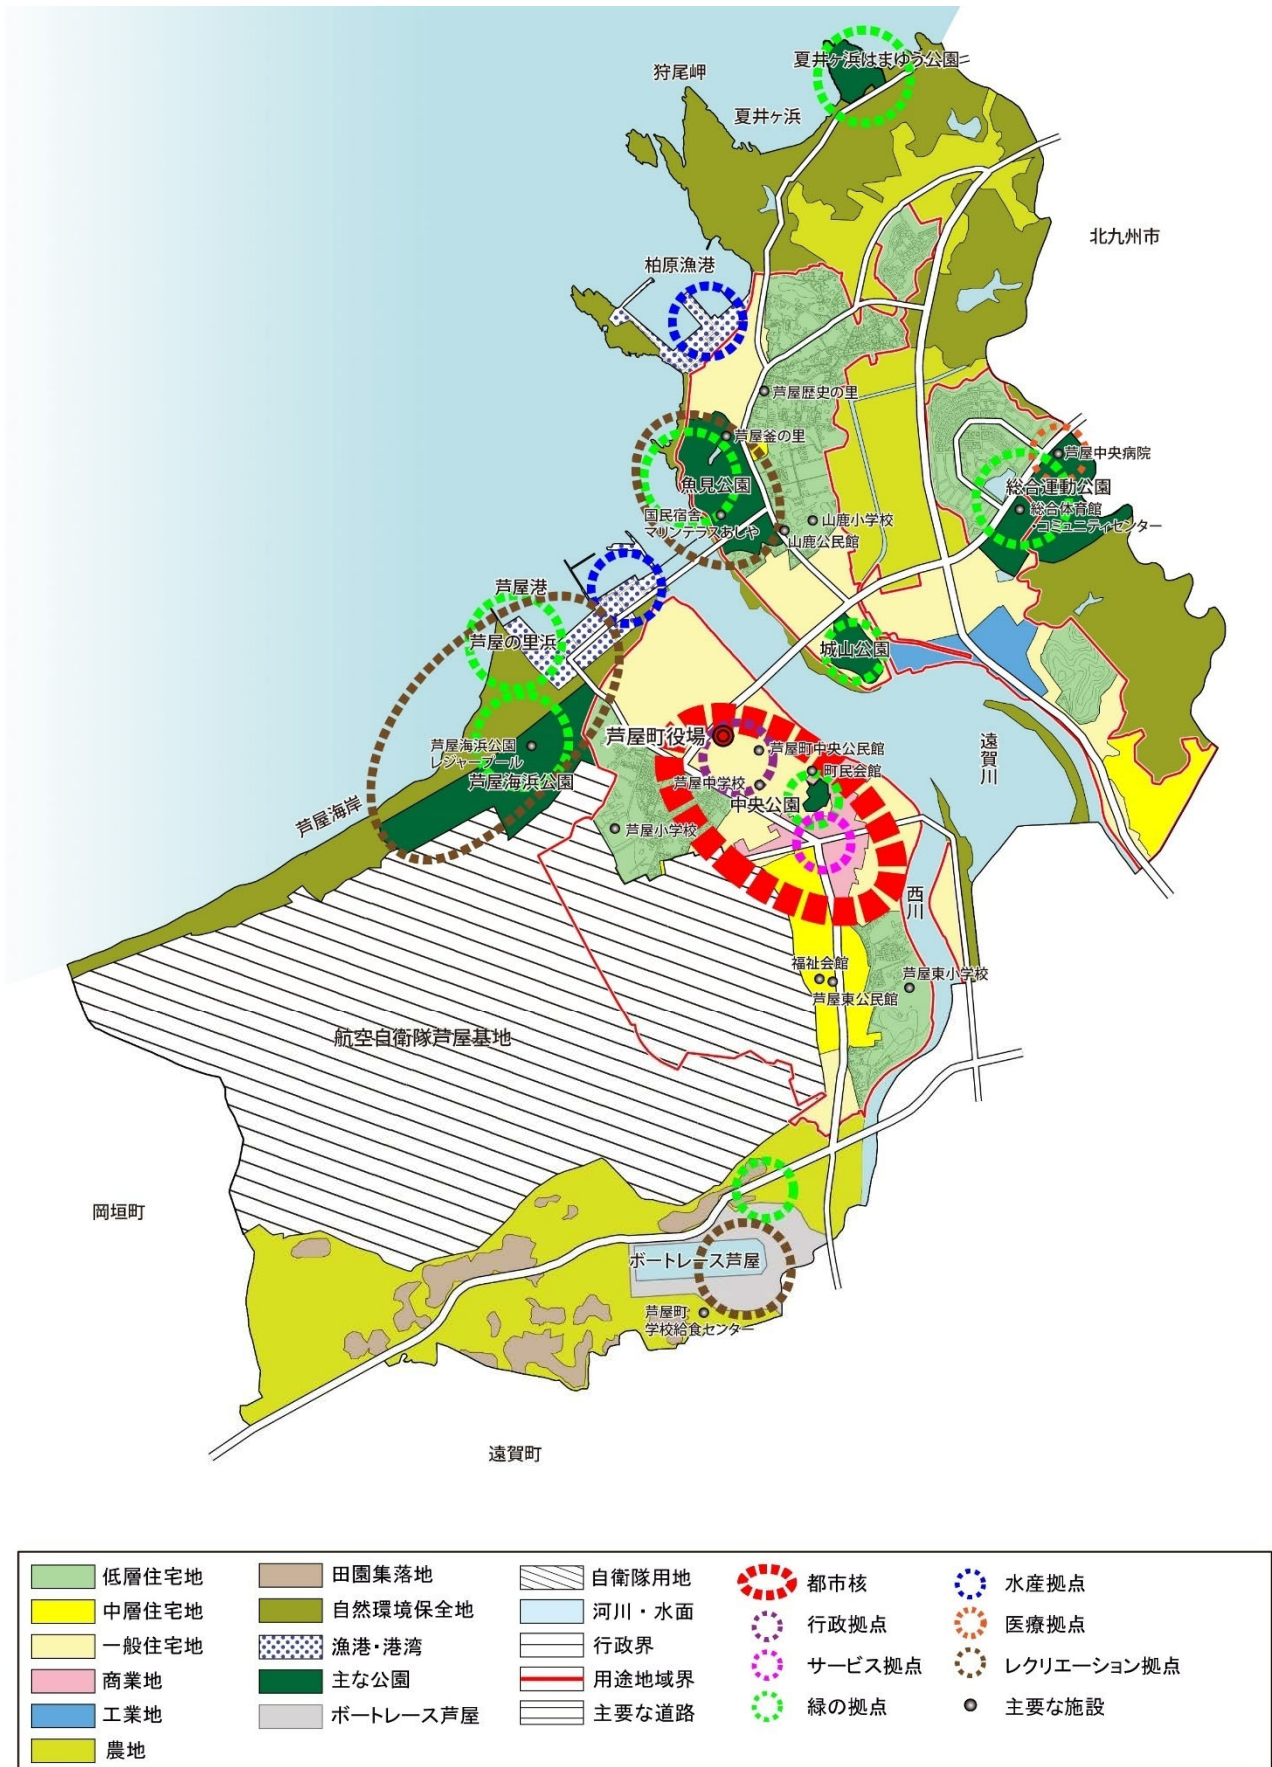 夏井ヶ浜はまゆう公園
狩尾岬
夏井ヶ浜
北九州市
柏原漁港
芦屋歴史の里
芦屋釜の里
芦屋中央病院
魚見公園
総合運動公園
国民宿舎
マリンテラスあしや
山鹿小学校
総合体育館
コミュニティセンター
山鹿公民館
芦屋港
芦屋の里浜
城山公園
芦屋町役場
芦屋海浜公園
レジャープール
芦屋町中央公民館
遠賀川
町民会館
芦屋海浜公園
芦屋中学校
中央公園
芦屋海岸
芦屋小学校
西川
福祉会館
芦屋東小学校
芦屋東公民館
航空自衛隊芦屋基地
岡垣町
ボートレース芦屋
芦屋町
学校給食センター
遠賀町
低層住宅地
中層住宅地
一般住宅地
商業地
工業地
農地
田園集落地
自然環境保全地
漁港・港湾
主な公園
ボートレース芦屋
自衛隊用地
河川・水面
行政界
用途地域界
主要な道路
都市核
行政拠点
サービス拠点
緑の拠点
水産拠点
医療拠点
レクリエーション拠点
主要な施設